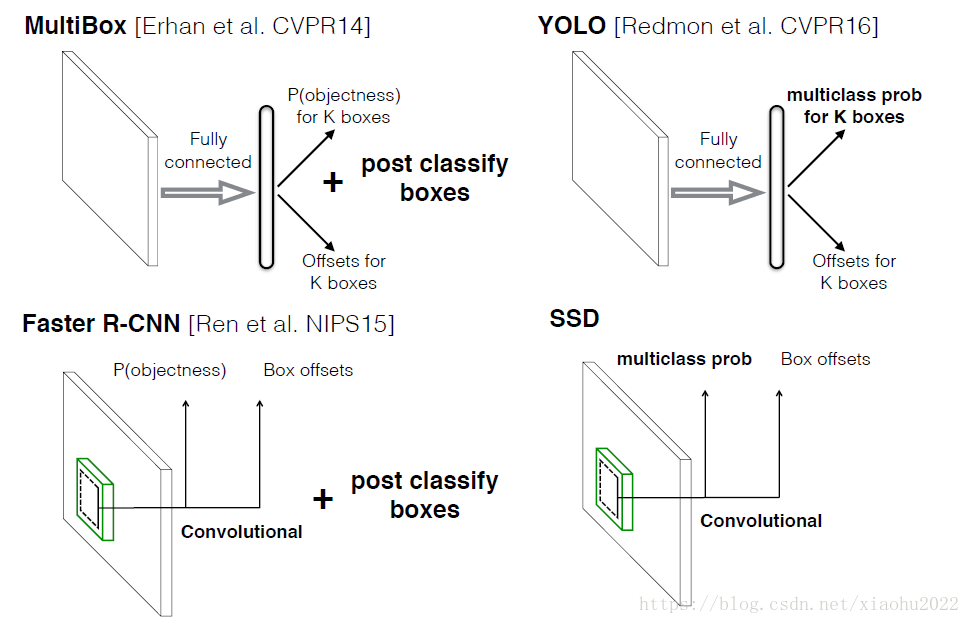 MultiBox [Erhan et al. CVPR14]
P(objectness)
for K boxes
Fully
connected
+
post classify
boxes
Offsets for
K boxes
YOLO [Redmon et al. CVPR16]
multiclass prob
for K boxes
Fully
connected
Offsets for
K boxes
Faster R-CNN [Ren et al. NIPS15]
P(objectness)
Box offsets
+
post classify
boxes
Convolutional
SSD
multiclass prob
Box offsets
Convolutional
https://blog.csdn.net/xiaohu2022